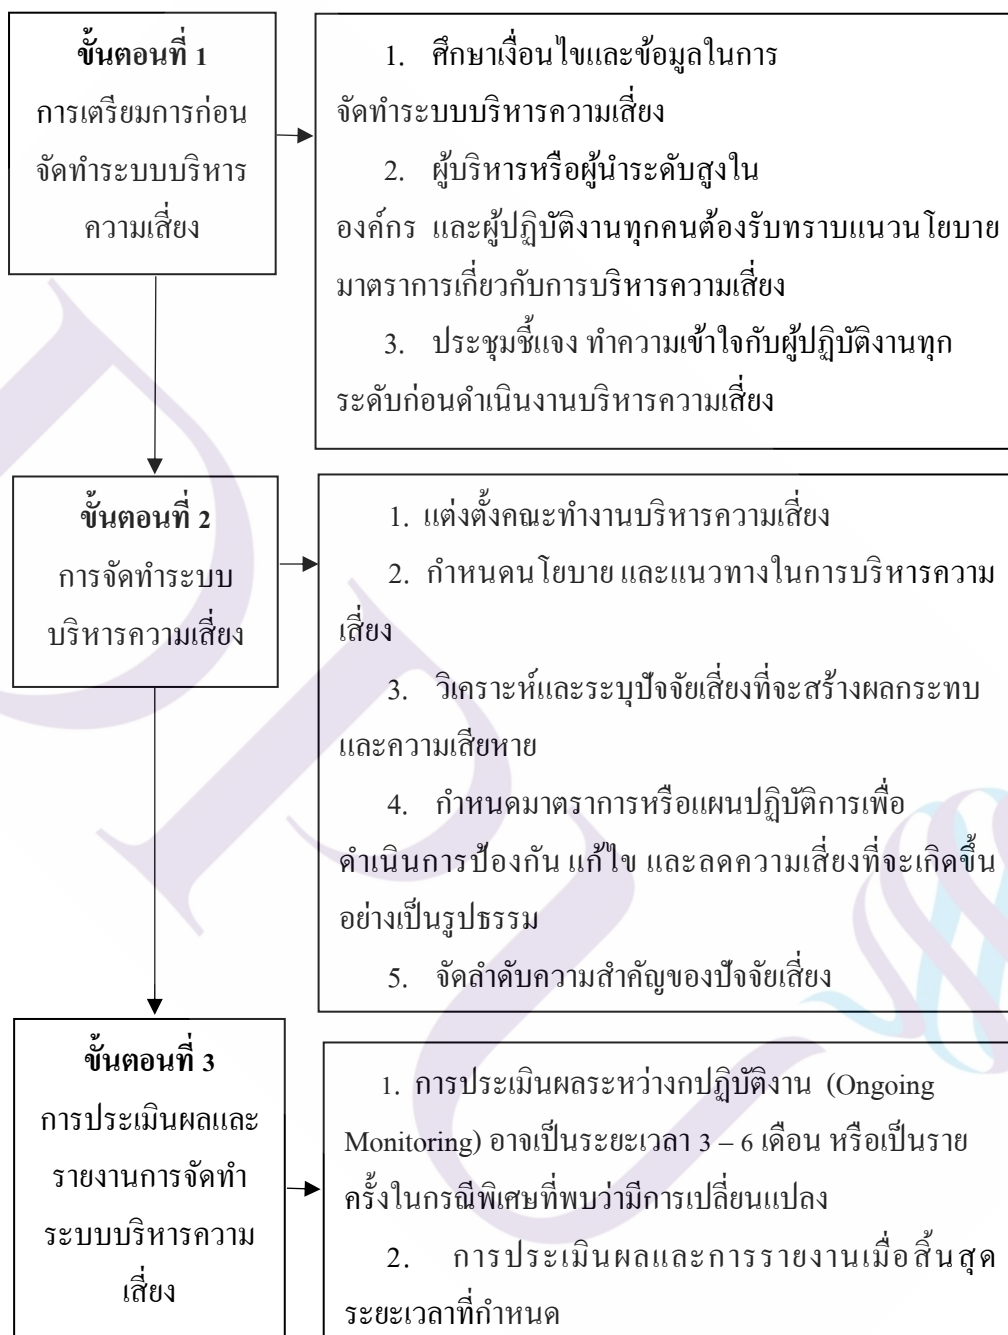 ขั้นตอนที่ 1
การเตรียมการก่อน
จัดทำระบบบริหาร
ความเสี่ยง
1. ศึกษาเงื่อนไขและข้อมูลในการ
จัดทำระบบบริหารความเสี่ยง
2. ผู้บริหารหรือผู้นำระดับสูงใน
องค์กร และผู้ปฏิบัติงานทุกคนต้องรับทราบแนวนโยบาย
มาตราการเกี่ยวกับการบริหารความเสี่ยง
3. ประชุมชี้แจง ทำความเข้าใจกับผู้ปฏิบัติงานทุก
ระดับก่อนดำเนินงานบริหารความเสี่ยง
ขั้นตอนที่ 2
การจัดทำระบบ
บริหารความเสี่ยง
1. แต่งตั้งคณะทำงานบริหารความเสี่ยง
2. กำหนดนโยบาย และแนวทางในการบริหารความ
เสี่ยง
3. วิเคราะห์และระบุปัจจัยเสี่ยงที่จะสร้างผลกระทบ
และความเสียหาย
4. กำหนดมาตราการหรือแผนปฏิบัติการเพื่อ
ดำเนินการป้องกัน แก้ไข และลดความเสี่ยงที่จะเกิดขึ้น
อย่างเป็นรูปธรรม
5. จัดลำดับความสำคัญของปัจจัยเสี่ยง
ขั้นตอนที่ 3
การประเมินผลและ
รายงานการจัดทำ
ระบบบริหารความ
เสี่ยง
1. การประเมินผลระหว่างกปฏิบัติงาน (Ongoing
Monitoring) อาจเป็นระยะเวลา 3 – 6 เดือน หรือเป็นราย
ครั้งในกรณีพิเศษที่พบว่ามีการเปลี่ยนแปลง
2. การประเมินผลและการรายงานเมื่อสิ้นสุด
ระยะเวลาที่กำหนด
DPU